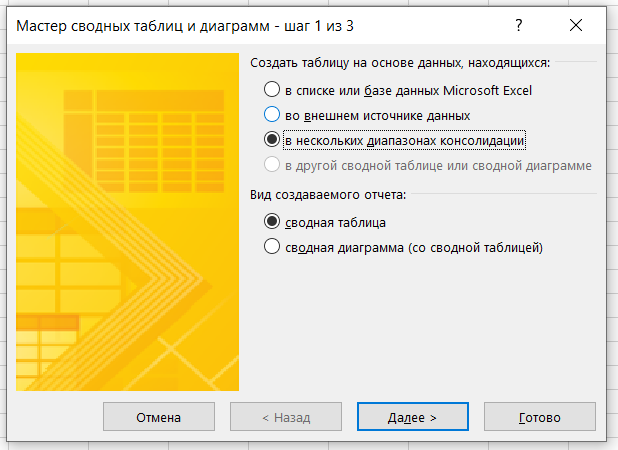 Мастер сводных таблиц и диаграмм - шаг 1 из 3
?
Создать таблицу на основе данных, находящихся:
в списке или базе данных Microsoft Excel
во внешнем источнике данных
в нескольких диапазонах консолидации
в другой сводной таблице или сводной диаграмме
Вид создаваемого отчета:
сводная таблица
сводная диаграмма (со сводной таблицей)
Отмена
< Назад
Далее >
Готово